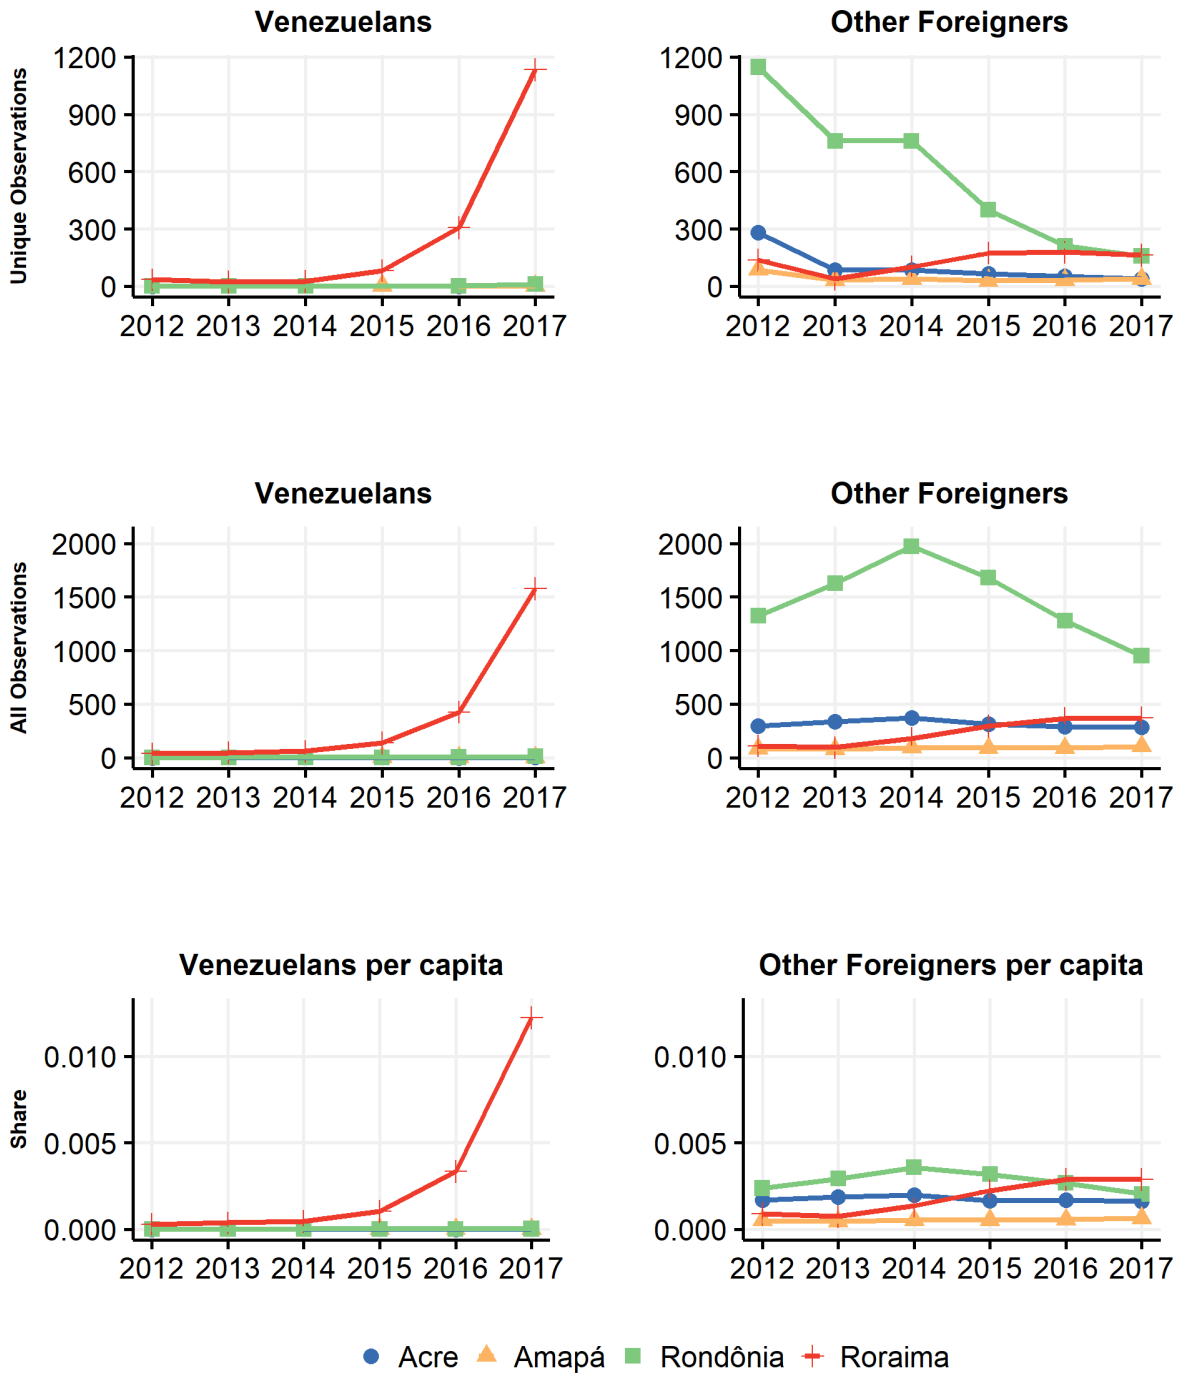 Venezuelans
Other Foreigners
Unique Observations
1200
900
600
300
0
2012 2013 2014 2015 2016 2017
1200
900
600
300
0
2012 2013 2014 2015 2016 2017
Venezuelans
Other Foreigners
All Observations
2000
1500
1000
500
0
2012 2013 2014 2015 2016 2017
2000
1500
1000
500
0
2012 2013 2014 2015 2016 2017
Venezuelans per capita
Other Foreigners per capita
Share
0.010
0.005
0.000
2012 2013 2014 2015 2016 2017
0.010
0.005
0.000
2012 2013 2014 2015 2016 2017
Acre Amapá Rondônia Roraima